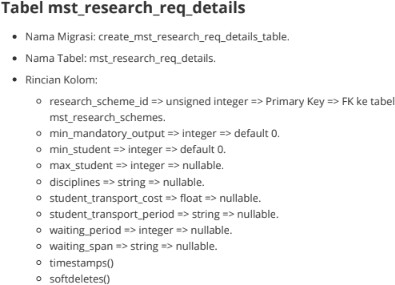 Tabel mst_research_req_details
• Nama Migrasi: create_mst_research_req_details_table.
• Nama Tabel: mst_research_req_details.
• Rincian Kolom:
◦ research_scheme_id => unsigned integer => Primary Key => FK ke tabel
mst_research_schemes.
◦ min_mandatory_output => integer => default 0.
◦ min_student => integer => default 0.
◦ max_student => integer => nullable.
◦ disciplines => string => nullable.
◦ student_transport_cost => float => nullable.
◦ student_transport_period => string => nullable.
◦ waiting_period => integer => nullable.
◦ waiting_span => string => nullable.
◦ timestamps()
◦ softdeletes()